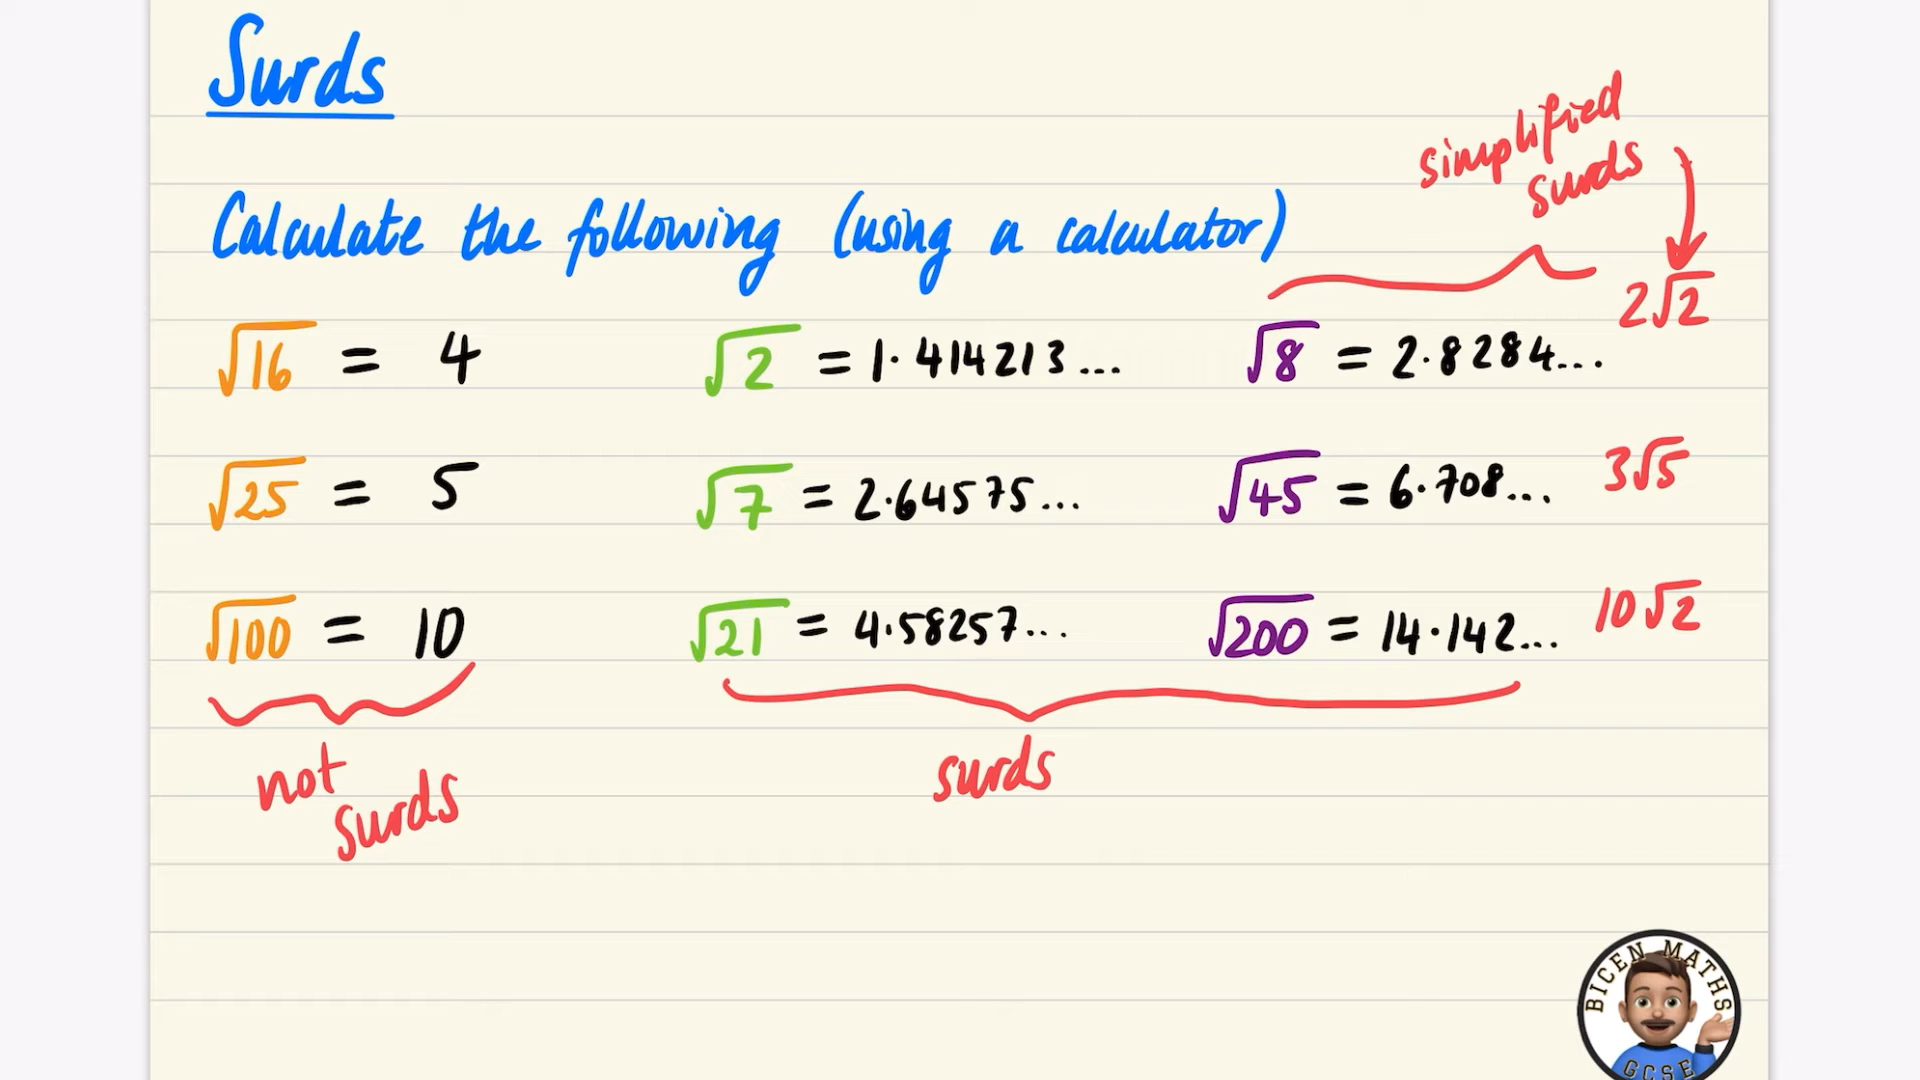 Surds
simplified
surds
Calculate the following (using a calculator)
2√2
√16 = 4
√2 = 1·414213...
√8 = 2·8284...
√25 = 5
√7 = 2·64575...
√45 = 6·708...
3√5
√100 = 10
√21 = 4·58257...
√200 = 14·142...
10√2
not
surds
surds
BICEN MATHS
GCSE